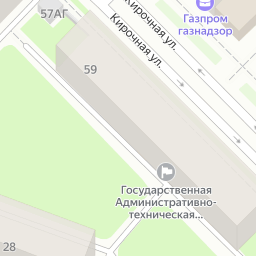 57АГ
Газпром
газнадзор
Кирочная ул.
Кирочная ул.
59
Государственная
Административно-
техническая...
28